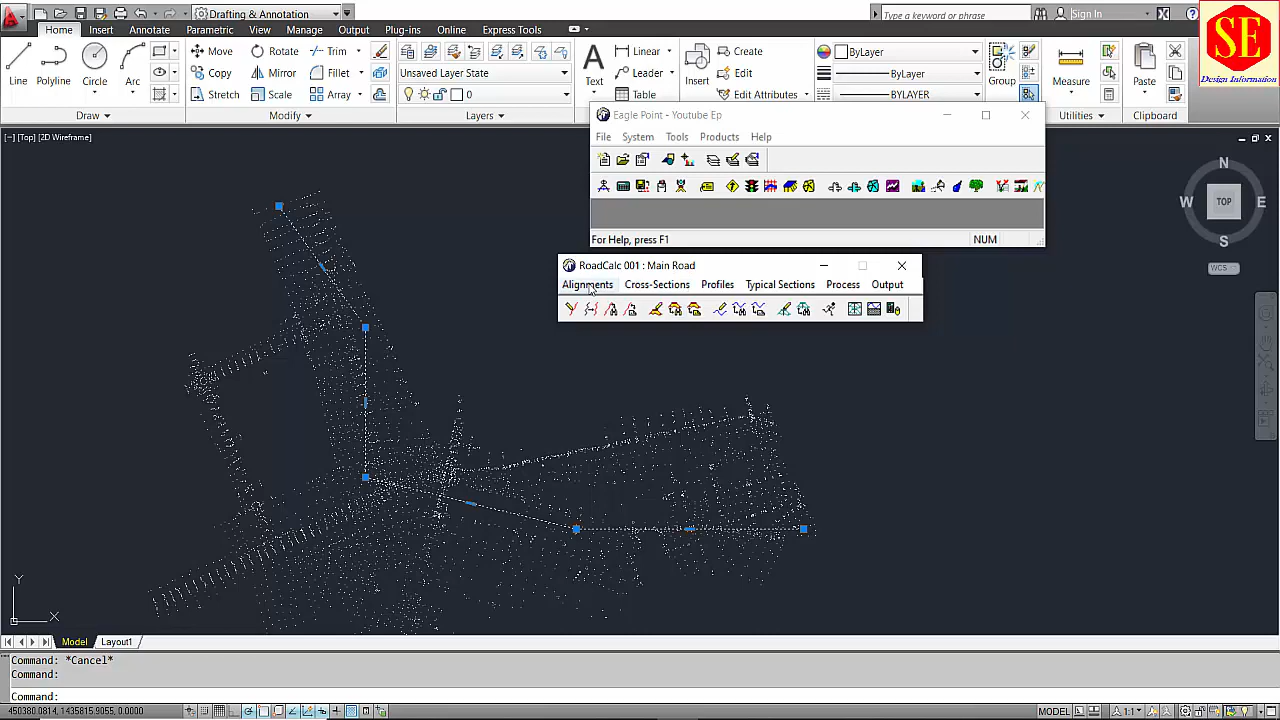 Drafting & Annotation
Type a keyword or phrase
Sign In
SE
Design Information
Home Insert Annotate Parametric View Manage Output Plug-ins Online Express Tools
Line Polyline Circle Arc
Move Rotate Trim
Copy Mirror Fillet
Stretch Scale Array
Unsaved Layer State
0
Text
Linear
Leader
Table
Insert
Create
Edit
Edit Attributes
ByLayer
ByLayer
BYLAYER
Group
Measure
Paste
Draw Modify Layers Utilities Clipboard
[−] [Top] [2D Wireframe]
Eagle Point - Youtube Ep
File System Tools Products Help
For Help, press F1
NUM
RoadCalc 001 : Main Road
Alignments Cross-Sections Profiles Typical Sections Process Output
N
W TOP E
S
WCS
Y
X
Model Layout1
Command: *Cancel*
Command:
Command:
450380.0814, 1435815.9055, 0.0000
MODEL
1:1